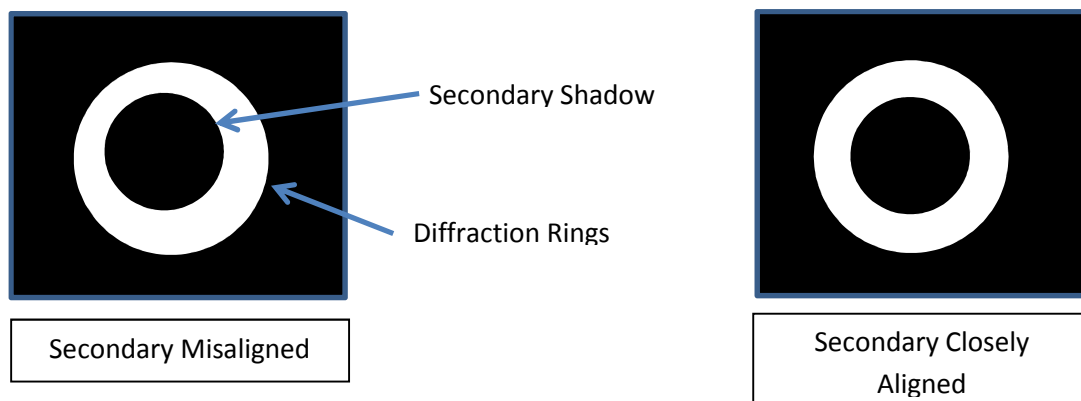 Secondary Shadow
Diffraction Rings
Secondary Misaligned
Secondary Closely
Aligned